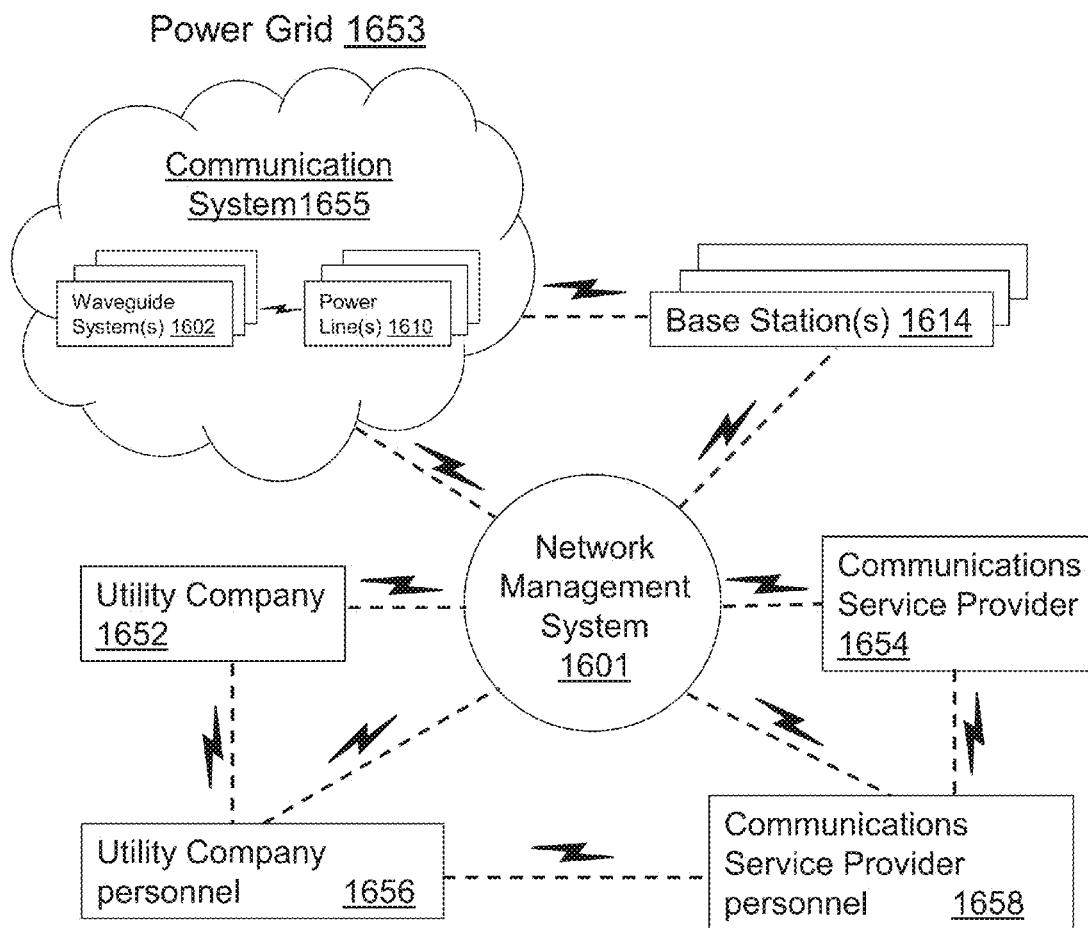 Power Grid 1653
Communication
System1655
Waveguide
System(s) 1602
Power
Line(s) 1610
Base Station(s) 1614
Network
Management
System
1601
Utility Company
1652
Communications
Service Provider
1654
Utility Company
personnel 1656
Communications
Service Provider
personnel 1658